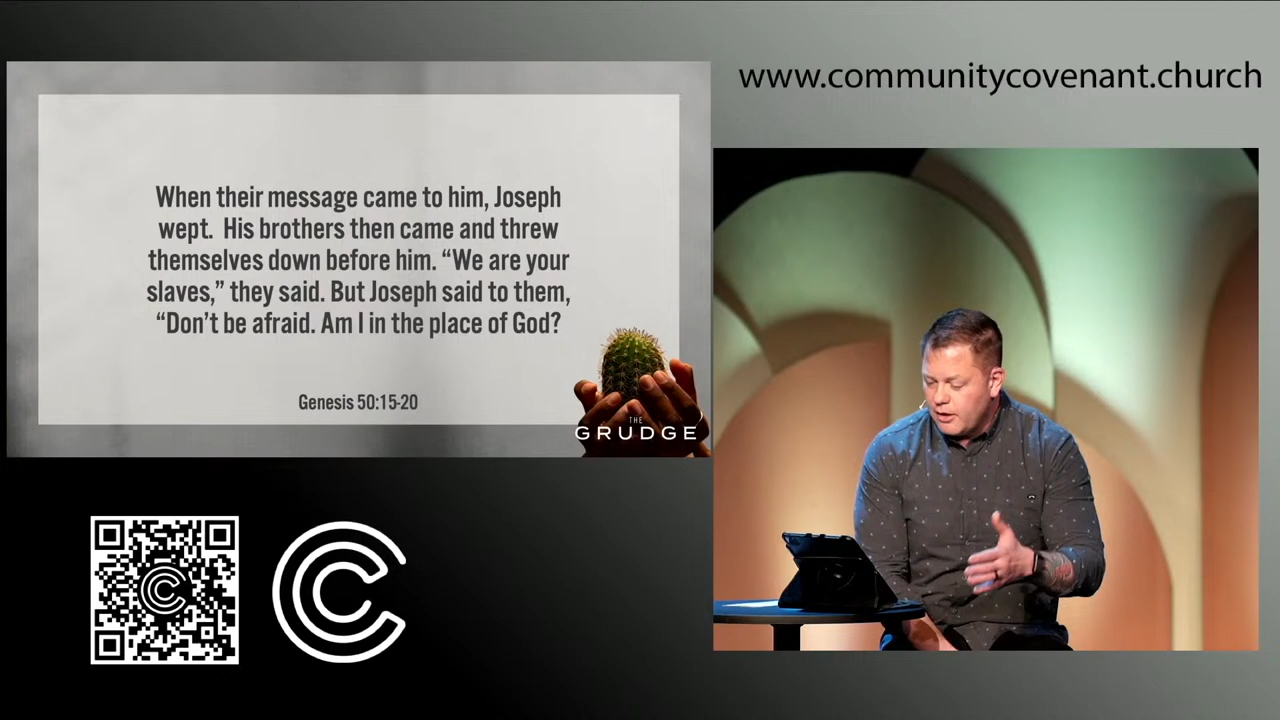 www.communitycovenant.church
When their message came to him, Joseph
wept. His brothers then came and threw
themselves down before him. “We are your
slaves,” they said. But Joseph said to them,
“Don’t be afraid. Am I in the place of God?
Genesis 50:15-20
THE
GRUDGE